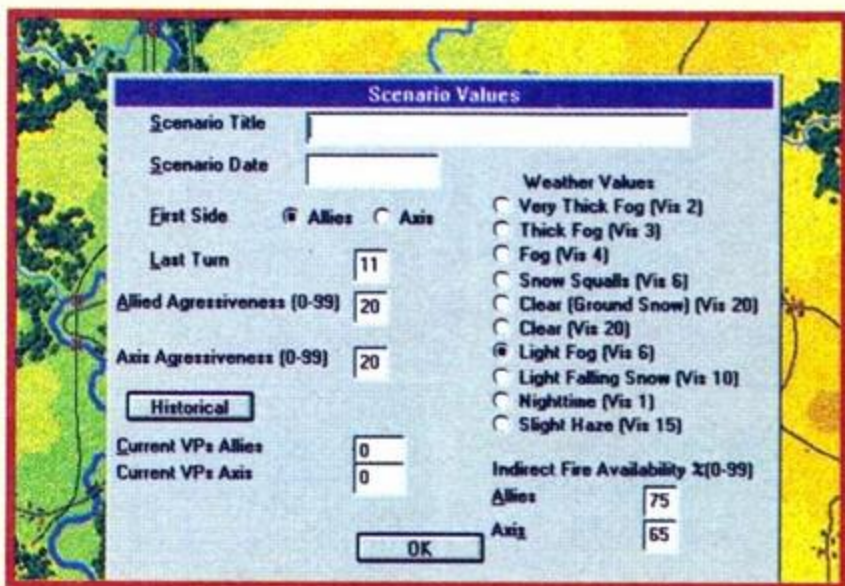 Scenario Values
Scenario Title
Scenario Date
First Side Allies Axis
Last Turn 11
Allied Agressiveness (0-99) 20
Axis Agressiveness (0-99) 20
Historical
Current VPs Allies 0
Current VPs Axis 0
Weather Values
Very Thick Fog (Vis 2)
Thick Fog (Vis 3)
Fog (Vis 4)
Snow Squalls (Vis 6)
Clear (Ground Snow) (Vis 20)
Clear (Vis 20)
Light Fog (Vis 6)
Light Falling Snow (Vis 10)
Nighttime (Vis 1)
Slight Haze (Vis 15)
Indirect Fire Availability %(0-99)
Allies 75
Axis 65
OK